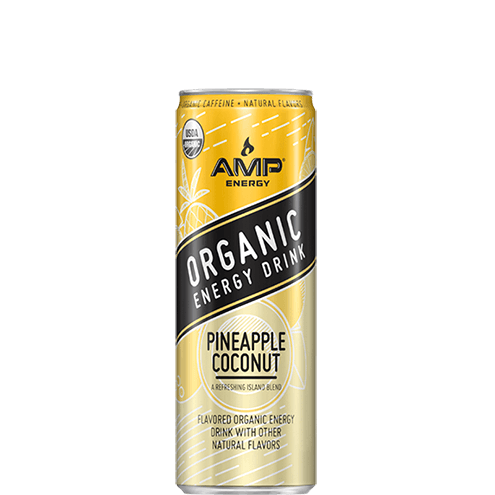 ORGANIC CAFFEINE • NATURAL FLAVORS
USDA
ORGANIC
AMP
ENERGY
ORGANIC
ENERGY DRINK
PINEAPPLE
COCONUT
A REFRESHING ISLAND BLEND
FLAVORED ORGANIC ENERGY
DRINK WITH OTHER
NATURAL FLAVORS